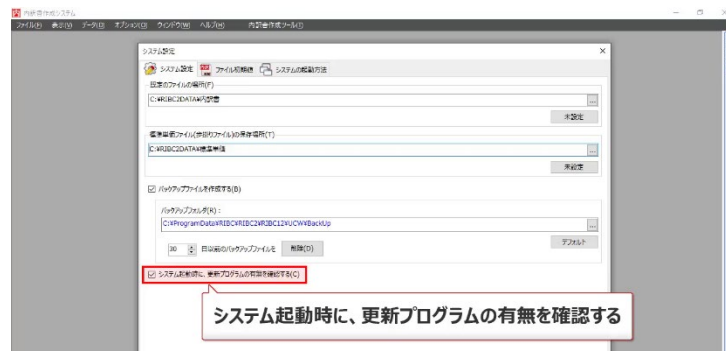 内訳書作成システム
ファイル(F) 表示(V) データ(D) オプション(O) ウィンドウ(W) ヘルプ(H) 内訳書作成ツール(T)
システム設定
システム設定 ファイル初期値 システムの起動方法
既定のファイルの場所(F)
C:¥RIBC2DATA¥内訳書
...
未設定
標準単価ファイル(歩掛りファイル)の保存場所(T)
C:¥RIBC2DATA¥標準単価
...
未設定
バックアップファイルを作成する(B)
バックアップフォルダ(R):
C:¥ProgramData¥RIBC¥RIBC2¥RIBC12¥UCW¥BackUp
...
デフォルト
30 日以前のバックアップファイルを 削除(D)
システム起動時に、更新プログラムの有無を確認する(C)
システム起動時に、更新プログラムの有無を確認する